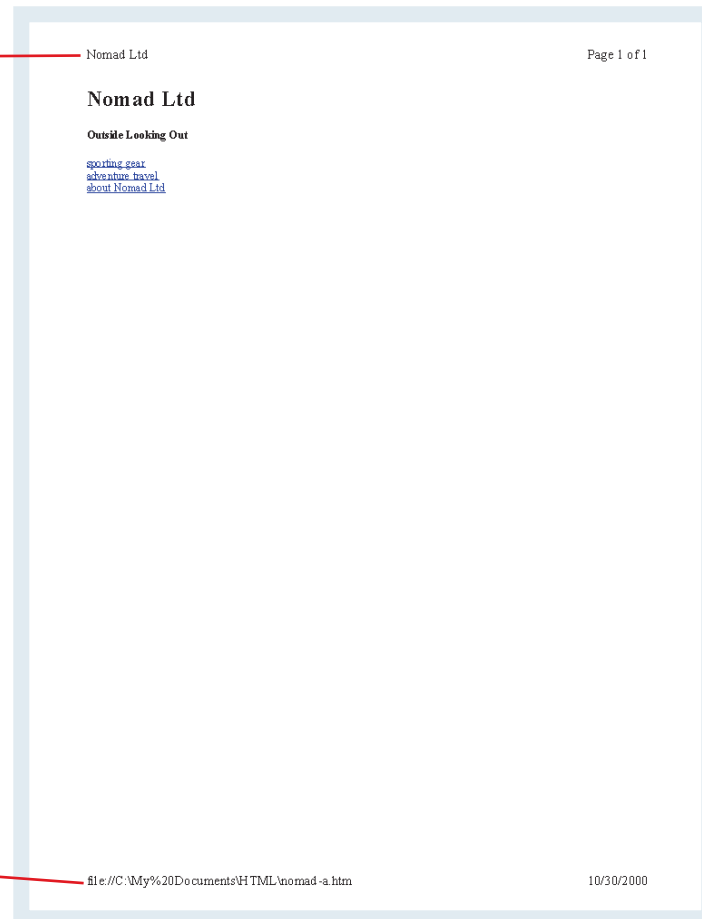 Nomad Ltd Page 1 of 1
Nomad Ltd
Outside Looking Out
sporting gear
adventure travel
about Nomad Ltd
file://C:\My%20Documents\HTML\nomad-a.htm 10/30/2000